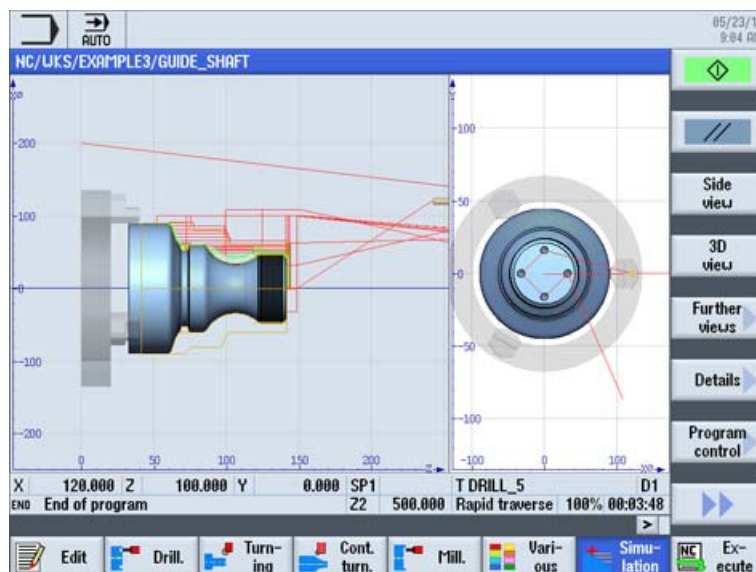 AUTO
05/23/1
9:04 AM
NC/WKS/EXAMPLE3/GUIDE_SHAFT
Side
view
3D
view
Further
views
Details
Program
control
200
100
0
-100
-200
0
50
100
150
200
100
50
0
-50
-100
0
100
X 120.000 Z 100.000 Y 0.000 SP1 T DRILL_5 D1
END End of program Z2 500.000 Rapid traverse 100% 00:03:48
>
Edit
Drill.
Turn-
ing
Cont.
turn.
Mill.
Vari-
ous
Simu-
lation
NC
Ex-
ecute